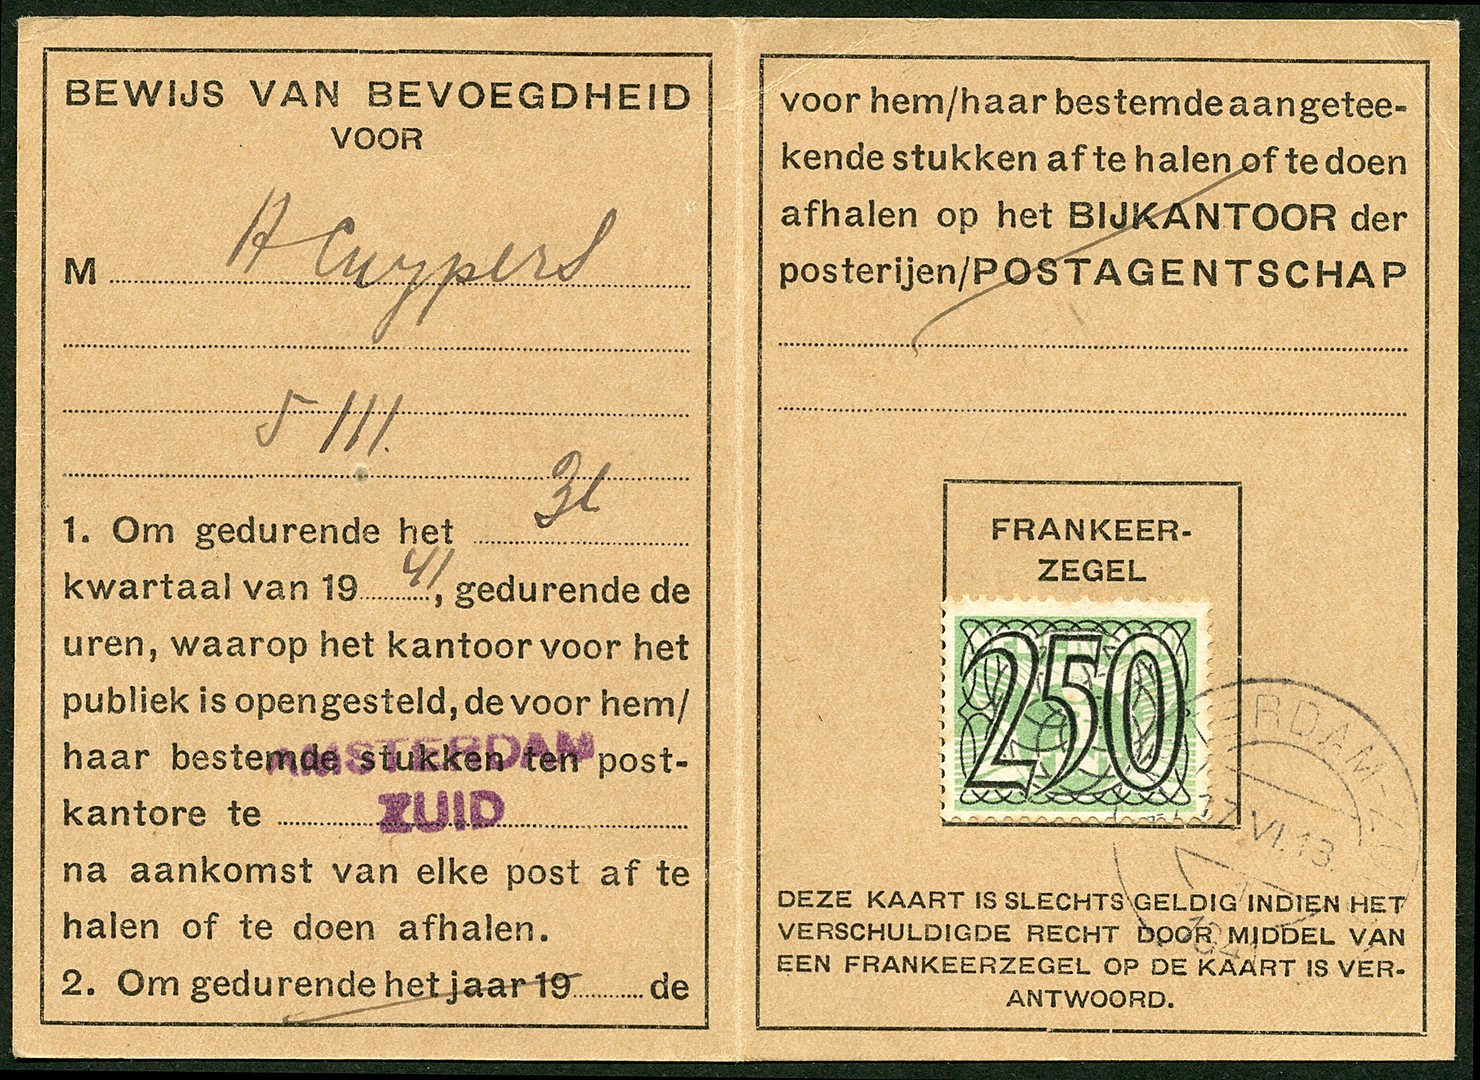 BEWIJS VAN BEVOEGDHEID
VOOR
M A Cuypers
5 III.
1. Om gedurende het 3e
kwartaal van 1941, gedurende de
uren, waarop het kantoor voor het
publiek is opengesteld, de voor hem/
haar bestemde stukken ten post-
AMSTERDAM
kantore te ZUID
na aankomst van elke post af te
halen of te doen afhalen.
2. Om gedurende het jaar 19 de
voor hem/haar bestemde aangetee-
kende stukken af te halen of te doen
afhalen op het BIJKANTOOR der
posterijen/POSTAGENTSCHAP
FRANKEER-
ZEGEL
250
ERDAM-Z
17.VI.13
1941
DEZE KAART IS SLECHTS GELDIG INDIEN HET
VERSCHULDIGDE RECHT DOOR MIDDEL VAN
EEN FRANKEERZEGEL OP DE KAART IS VER-
ANTWOORD.